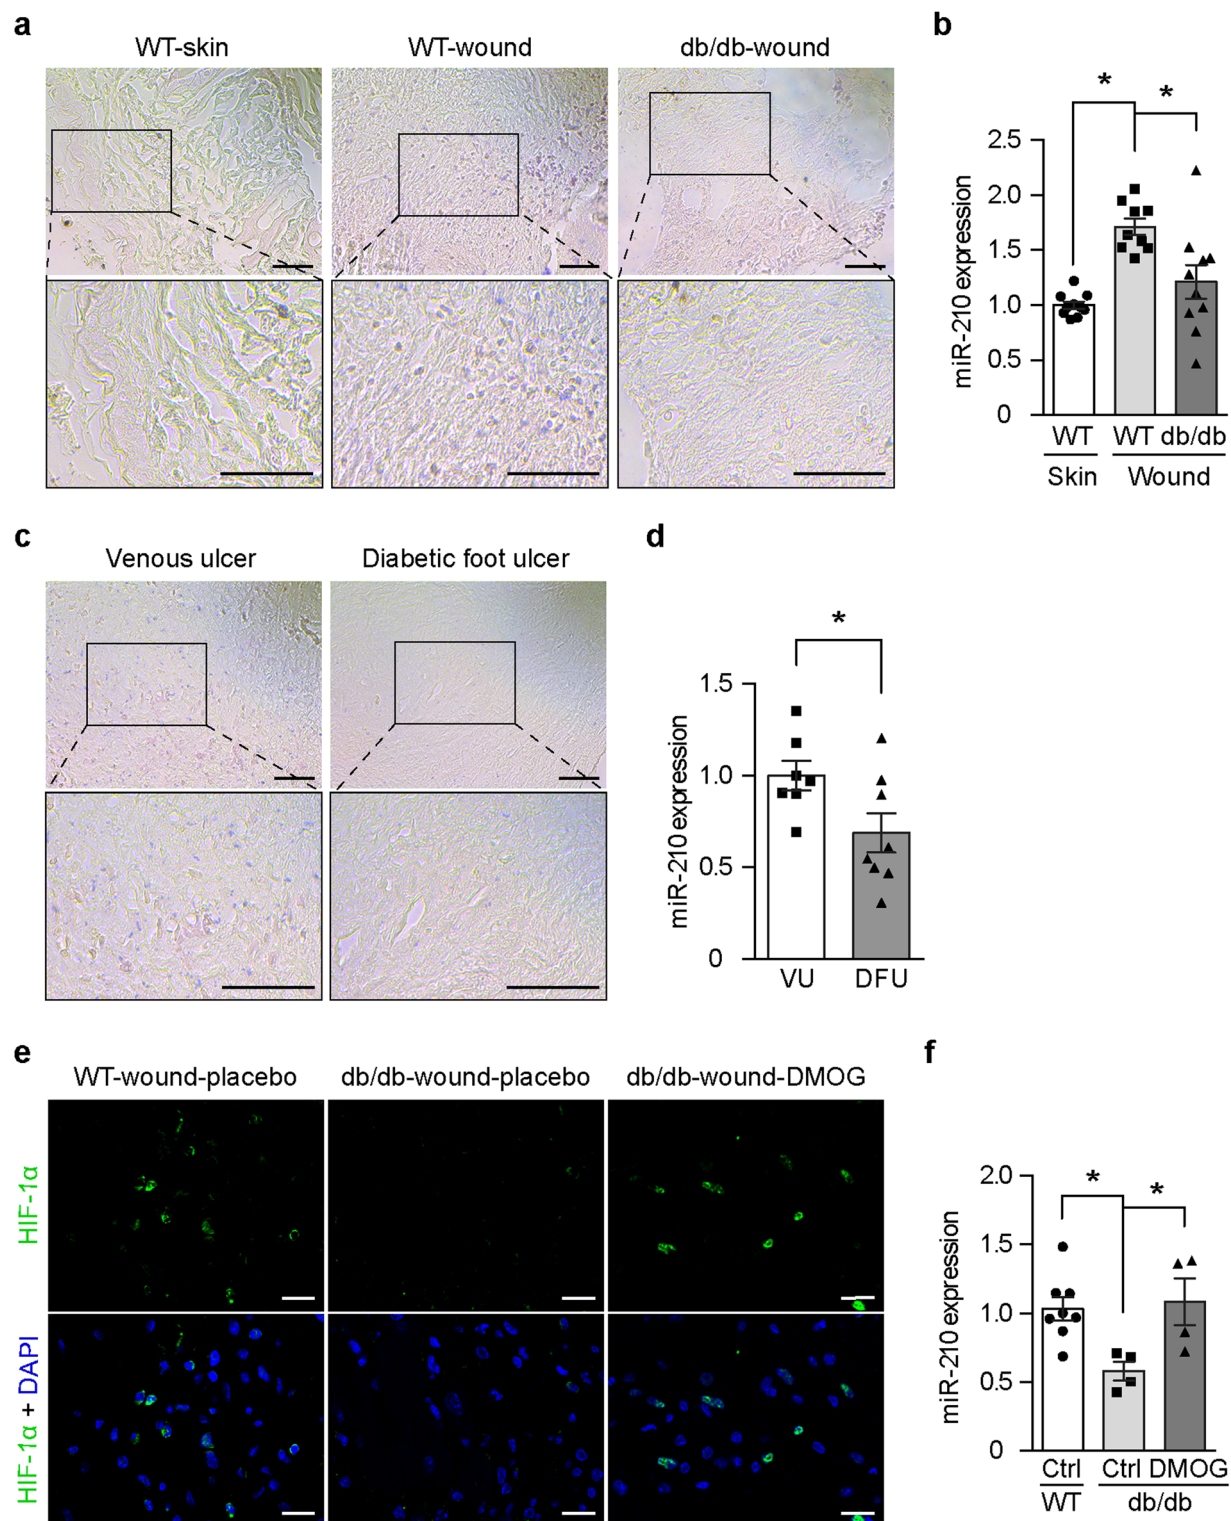 a
WT-skin WT-wound db/db-wound
b
* *
miR-210 expression
2.5
2.0
1.5
1.0
0.5
0
WT WT db/db
Skin Wound
c
Venous ulcer Diabetic foot ulcer
d
*
miR-210 expression
1.5
1.0
0.5
0
VU DFU
e
WT-wound-placebo db/db-wound-placebo db/db-wound-DMOG
HIF-1α
HIF-1α + DAPI
f
* *
miR-210 expression
2.0
1.5
1.0
0.5
0
Ctrl Ctrl DMOG
WT db/db